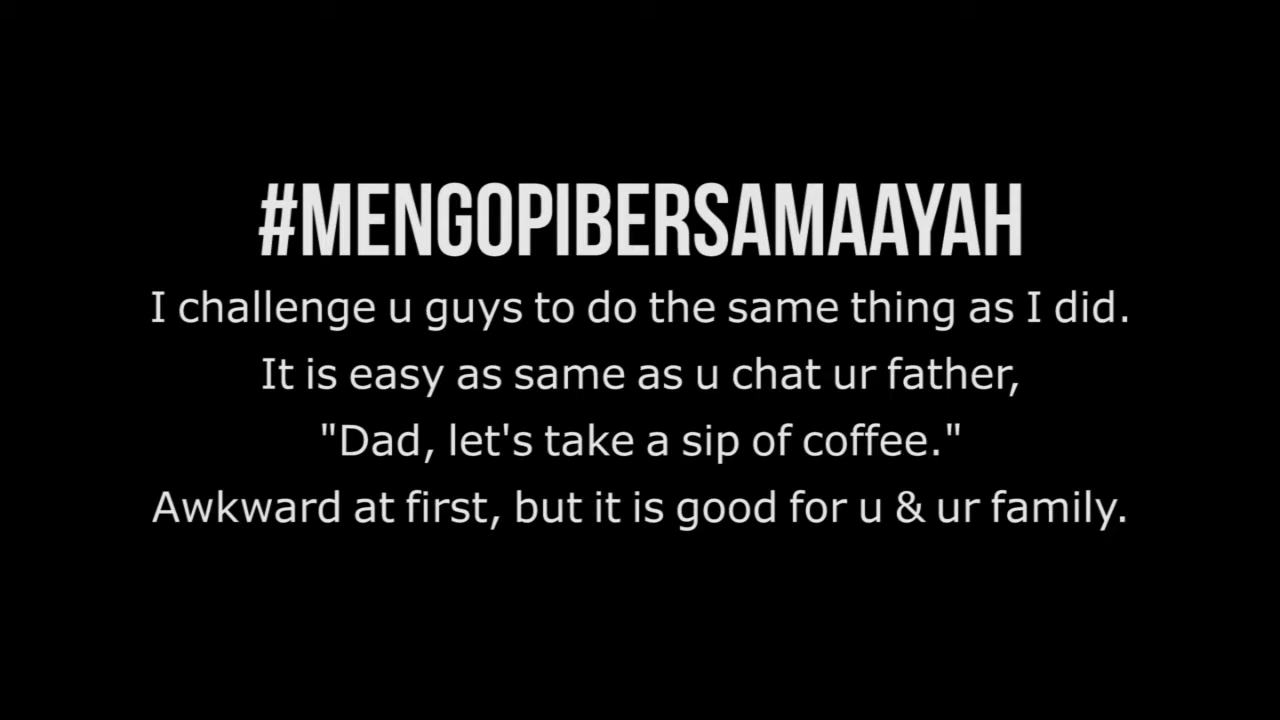 #MENGOPIBERSAMAAYAH
I challenge u guys to do the same thing as I did.
It is easy as same as u chat ur father,
"Dad, let's take a sip of coffee."
Awkward at first, but it is good for u & ur family.